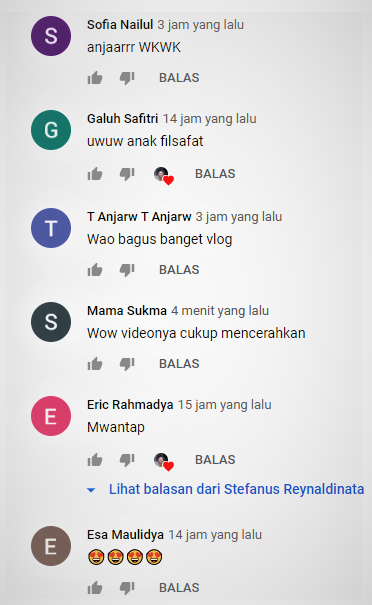 S Sofia Nailul 3 jam yang lalu
anjaarrr WKWK
BALAS
G Galuh Safitri 14 jam yang lalu
uwuw anak filsafat
BALAS
T T Anjarw T Anjarw 3 jam yang lalu
Wao bagus banget vlog
BALAS
S Mama Sukma 4 menit yang lalu
Wow videonya cukup mencerahkan
BALAS
E Eric Rahmadya 15 jam yang lalu
Mwantap
BALAS
Lihat balasan dari Stefanus Reynaldinata
E Esa Maulidya 14 jam yang lalu
🤩🤩🤩🤩
BALAS